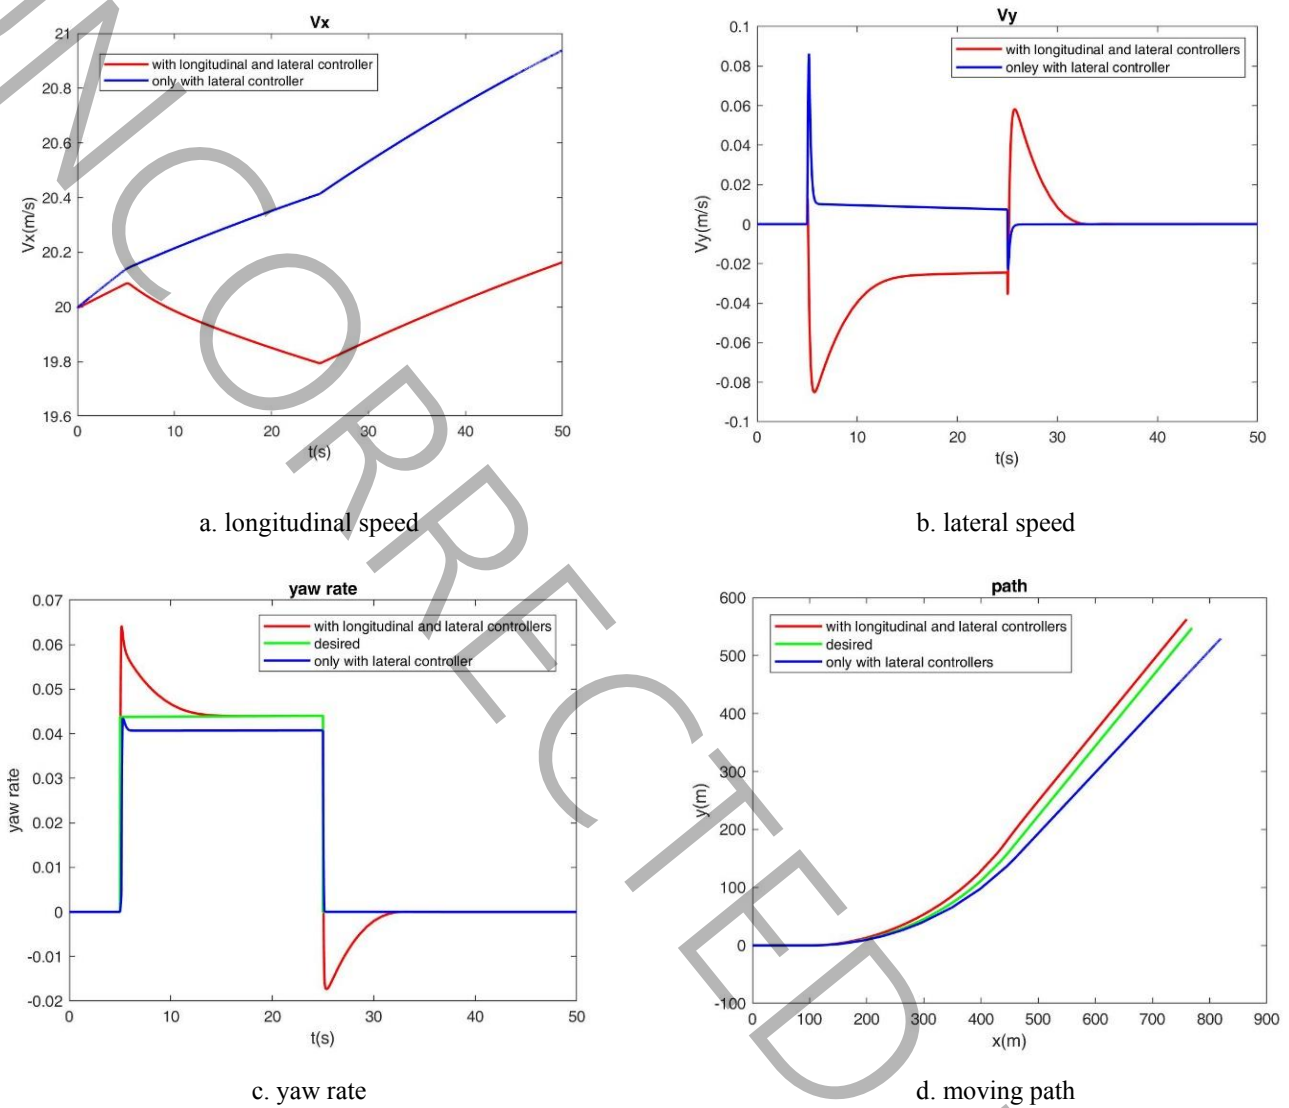 Vx
21
20.8
20.6
20.4
20.2
20
19.8
19.6
Vx(m/s)
with longitudinal and lateral controller
only with lateral controller
0 10 20 30 40 50
t(s)
a. longitudinal speed
Vy
0.1
0.08
0.06
0.04
0.02
0
-0.02
-0.04
-0.06
-0.08
-0.1
Vy(m/s)
with longitudinal and lateral controllers
onley with lateral controller
0 10 20 30 40 50
t(s)
b. lateral speed
yaw rate
0.07
0.06
0.05
0.04
0.03
0.02
0.01
0
-0.01
-0.02
yaw rate
with longitudinal and lateral controllers
desired
only with lateral controller
0 10 20 30 40 50
t(s)
c. yaw rate
path
600
500
400
300
200
100
0
-100
y(m)
with longitudinal and lateral controllers
desired
only with lateral controllers
0 100 200 300 400 500 600 700 800 900
x(m)
d. moving path
NCORRECTED